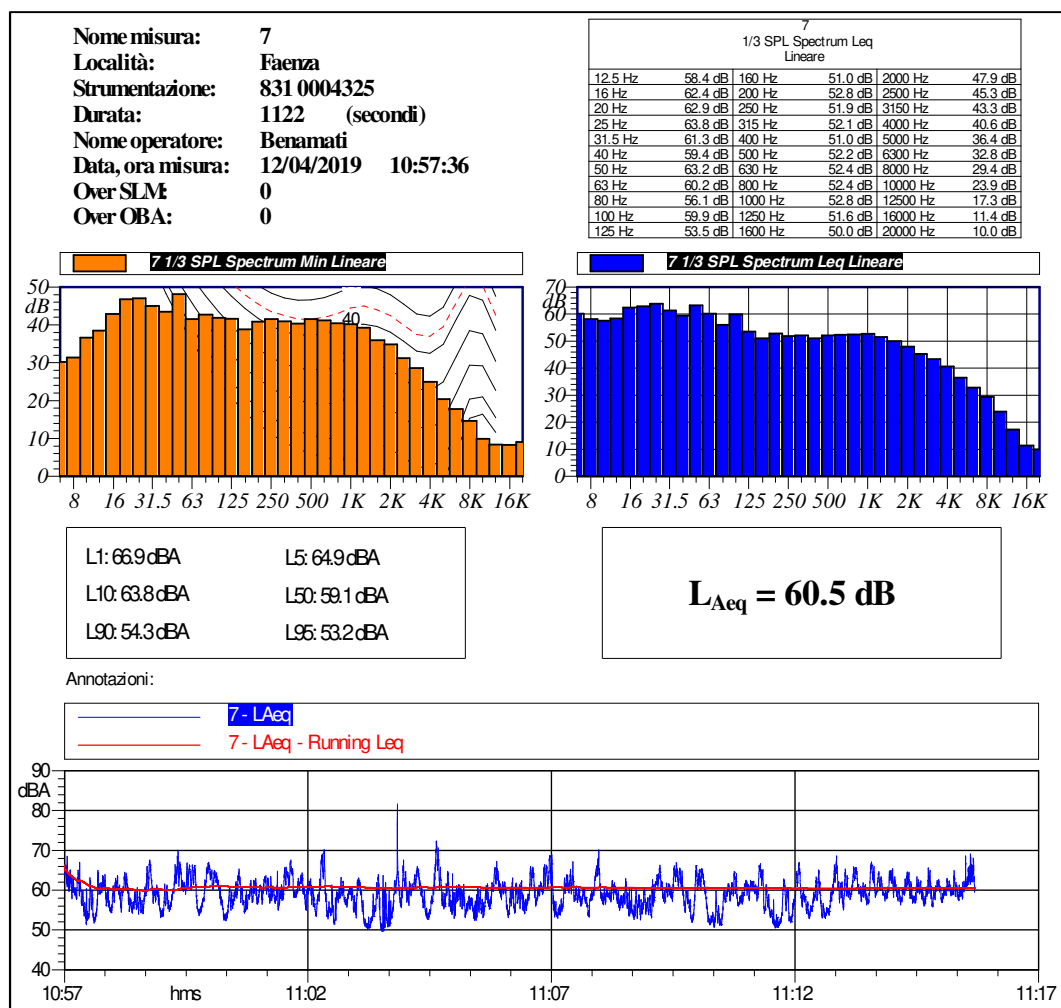 Nome misura: 7
Località: Faenza
Strumentazione: 831 0004325
Durata: 1122 (secondi)
Nome operatore: Benamati
Data, ora misura: 12/04/2019 10:57:36
Over SLM: 0
Over OBA: 0
7
1/3 SPL Spectrum Leq
Lineare
12.5 Hz 58.4 dB 160 Hz 51.0 dB 2000 Hz 47.9 dB
16 Hz 62.4 dB 200 Hz 52.8 dB 2500 Hz 45.3 dB
20 Hz 62.9 dB 250 Hz 51.9 dB 3150 Hz 43.3 dB
25 Hz 63.8 dB 315 Hz 52.1 dB 4000 Hz 40.6 dB
31.5 Hz 61.3 dB 400 Hz 51.0 dB 5000 Hz 36.4 dB
40 Hz 59.4 dB 500 Hz 52.2 dB 6300 Hz 32.8 dB
50 Hz 63.2 dB 630 Hz 52.4 dB 8000 Hz 29.4 dB
63 Hz 60.2 dB 800 Hz 52.4 dB 10000 Hz 23.9 dB
80 Hz 56.1 dB 1000 Hz 52.8 dB 12500 Hz 17.3 dB
100 Hz 59.9 dB 1250 Hz 51.6 dB 16000 Hz 11.4 dB
125 Hz 53.5 dB 1600 Hz 50.0 dB 20000 Hz 10.0 dB
7 1/3 SPL Spectrum Min Lineare
50
dB
40
40
30
20
10
0
8 16 31.5 63 125 250 500 1K 2K 4K 8K 16K
7 1/3 SPL Spectrum Leq Lineare
70
dB
60
50
40
30
20
10
0
8 16 31.5 63 125 250 500 1K 2K 4K 8K 16K
L1: 66.9 dBA L5: 64.9 dBA
L10: 63.8 dBA L50: 59.1 dBA
L90: 54.3 dBA L95: 53.2 dBA
LAeq = 60.5 dB
Annotazioni:
7 - LAeq
7 - LAeq - Running Leq
90
dBA
80
70
60
50
40
10:57 hms 11:02 11:07 11:12 11:17